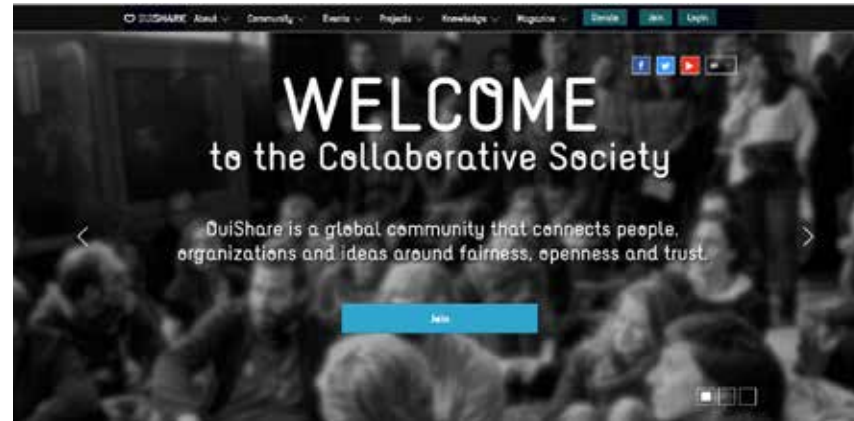 OUISHARE About Community Events Projects Knowledge Magazine Donate Join Login
f
WELCOME
to the Collaborative Society
OuiShare is a global community that connects people,
organizations and ideas around fairness, openness and trust.
Join